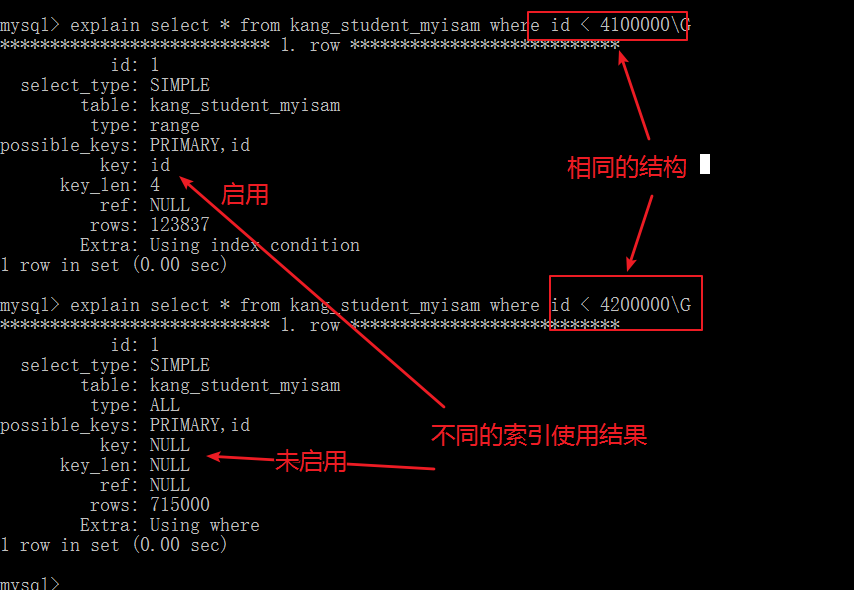 mysql> explain select * from kang_student_myisam where id < 4100000\G
*************************** 1. row ***************************
id: 1
select_type: SIMPLE
table: kang_student_myisam
type: range
possible_keys: PRIMARY,id
相同的结构
key: id
key_len: 4
启用
ref: NULL
rows: 123837
Extra: Using index condition
1 row in set (0.00 sec)
mysql> explain select * from kang_student_myisam where id < 4200000\G
*************************** 1. row ***************************
id: 1
select_type: SIMPLE
table: kang_student_myisam
type: ALL
possible_keys: PRIMARY,id
不同的索引使用结果
key: NULL
key_len: NULL
未启用
ref: NULL
rows: 715000
Extra: Using where
1 row in set (0.00 sec)
mysql>